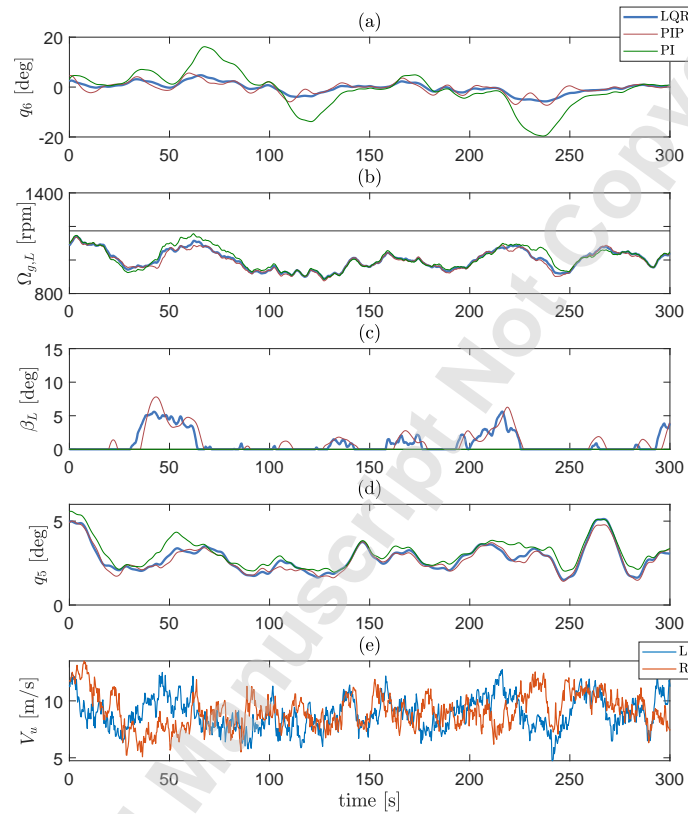 (a)
LQR
PIP
PI
20
0
-20
q6 [deg]
0 50 100 150 200 250 300
(b)
1400
800
Ωg,L [rpm]
0 50 100 150 200 250 300
(c)
15
10
5
0
βL [deg]
0 50 100 150 200 250 300
(d)
5
0
q5 [deg]
0 50 100 150 200 250 300
(e)
L
R
10
5
Vu [m/s]
0 50 100 150 200 250 300
time [s]
Manuscript Not Copy